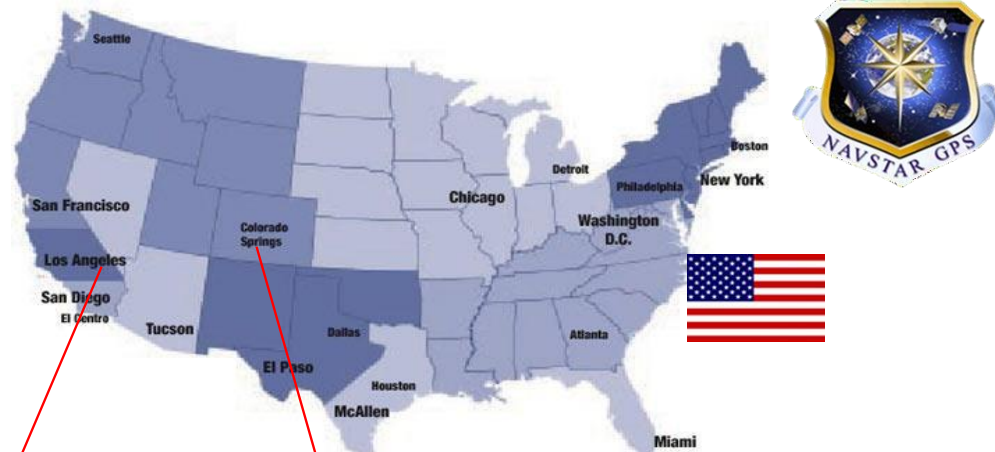 Seattle
Boston
Detroit
Chicago
Philadelphia
New York
San Francisco
Washington
D.C.
Colorado
Springs
Los Angeles
San Diego
El Centro
Tucson
Dallas
Atlanta
El Paso
Houston
McAllen
Miami
NAVSTAR GPS